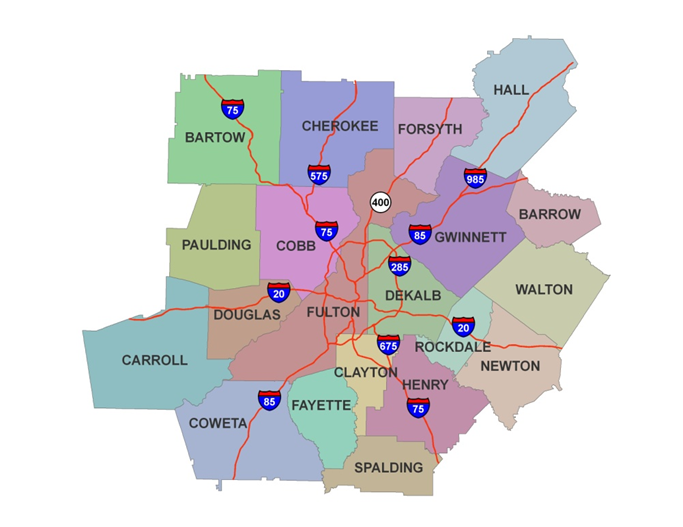 HALL
75
BARTOW
CHEROKEE
FORSYTH
575
985
400
BARROW
PAULDING
COBB
75
85
GWINNETT
285
20
DEKALB
WALTON
DOUGLAS
FULTON
20
675
ROCKDALE
CARROLL
CLAYTON
NEWTON
HENRY
85
FAYETTE
75
COWETA
SPALDING